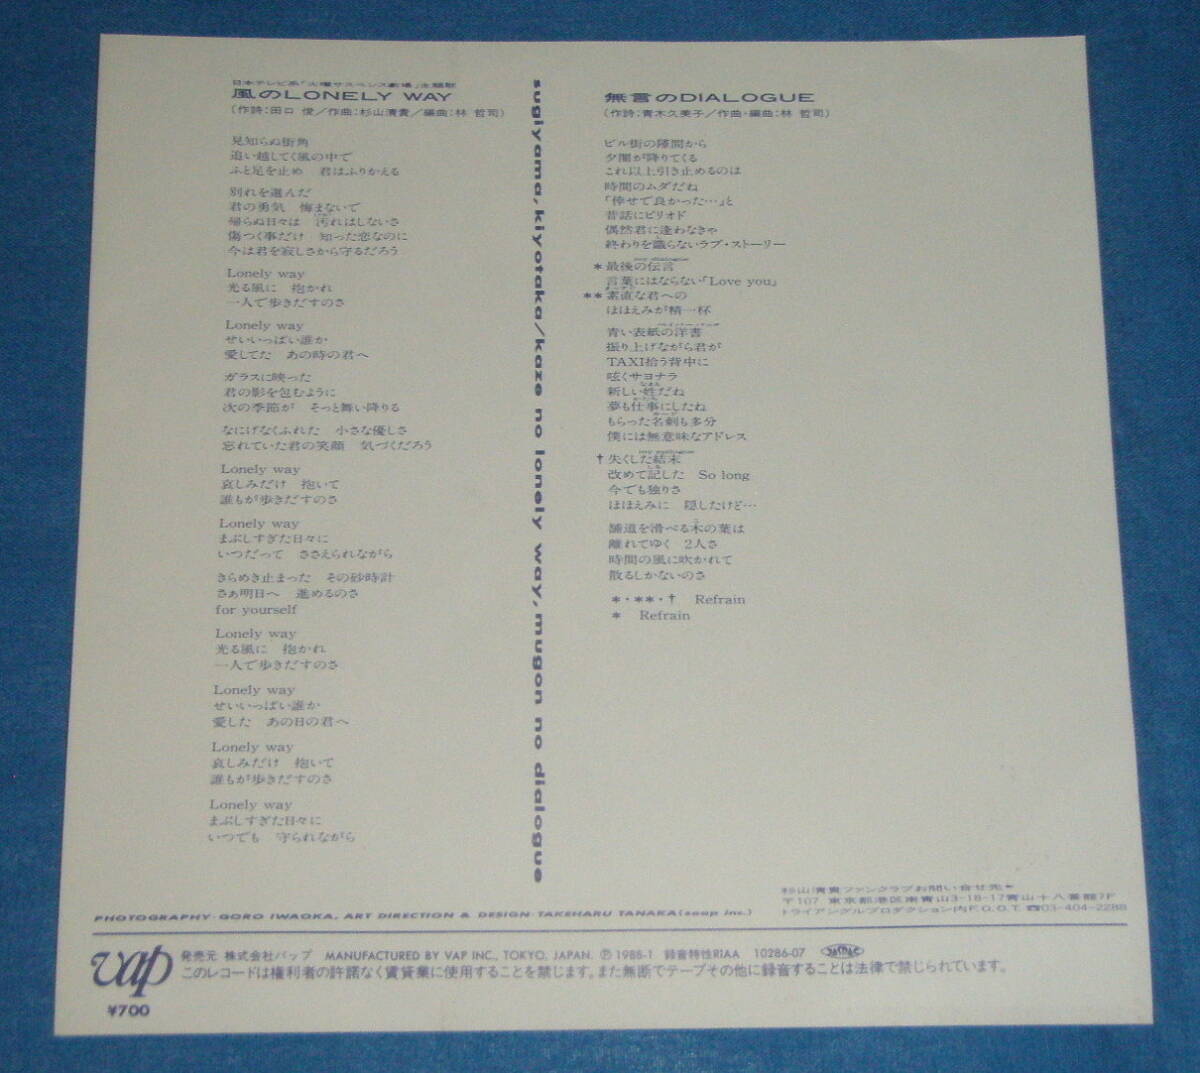 日本テレビ系「火曜サスペンス劇場」主題歌
風のLONELY WAY
(作詩:田口 俊/作曲:杉山清貴/編曲:林 哲司)
見知らぬ街角
追い越してく風の中で
ふと足を止め 君はふりかえる
別れを選んだ
君の勇気 悔まないで
帰らぬ日々は 汚れはしないさ
傷つく事だけ 知った恋なのに
今は君を寂しさから守るだろう
Lonely way
光る風に 抱かれ
一人で歩きだすのさ
Lonely way
せいいっぱい誰か
愛してた あの時の君へ
ガラスに映った
君の影を包むように
次の季節が そっと舞い降りる
なにげなくふれた 小さな優しさ
忘れていた君の笑顔 気づくだろう
Lonely way
哀しみだけ 抱いて
誰もが歩きだすのさ
Lonely way
まぶしすぎた日々に
いつだって ささえられながら
きらめき止まった その砂時計
さぁ明日へ 進めるのさ
for yourself
Lonely way
光る風に 抱かれ
一人で歩きだすのさ
Lonely way
せいいっぱい誰か
愛した あの日の君へ
Lonely way
哀しみだけ 抱いて
誰もが歩きだすのさ
Lonely way
まぶしすぎた日々に
いつでも 守られながら
sugiyama, kiyotaka/kaze no lonely way, mugon no dialogue
無言のDIALOGUE
(作詩:青木久美子/作曲・編曲:林 哲司)
ビル街の隙間から
夕闇が降りてくる
これ以上引き止めるのは
時間のムダだね
「倖せで良かった…」と
昔話にピリオド
偶然君に逢わなきゃ
終わりを識らないラブ・ストーリー
*最後の伝言
言葉にはならない「Love you」
**素直な君への
ほほえみが精一杯
青い表紙の洋書
振り上げながら君が
TAXI拾う背中に
呟くサヨナラ
新しい姓だね
夢も仕事にしたね
もらった名刺も多分
僕には無意味なアドレス
†失くした結末
改めて記した So long
今でも独りさ
ほほえみに 隠したけど…
舗道を滑べる木の葉は
離れてゆく 2人さ
時間の風に吹かれて
散るしかないのさ
*・**・† Refrain
* Refrain
杉山清貴ファンクラブお問い合せ先
〒107 東京都港区南青山3-18-17青山十八番館7F
トライアングルプロダクション内F.O.O.T. ☎03-404-2288
PHOTOGRAPHY・GORO IWAOKA, ART DIRECTION & DESIGN・TAKEHARU TANAKA(soup inc.)
vap
発売元 株式会社バップ MANUFACTURED BY VAP INC., TOKYO, JAPAN. Ⓟ1988-1 録音特性RIAA 10286-07 JASRAC
このレコードは権利者の許諾なく賃貸業に使用することを禁じます。また無断でテープその他に録音することは法律で禁じられています。
¥700